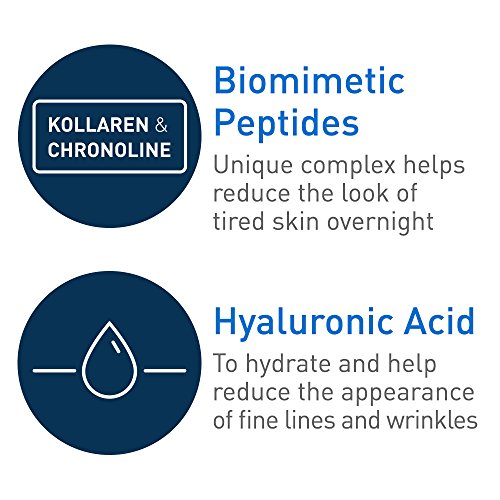 KOLLAREN &
CHRONOLINE
Biomimetic
Peptides
Unique complex helps
reduce the look of
tired skin overnight
Hyaluronic Acid
To hydrate and help
reduce the appearance
of fine lines and wrinkles